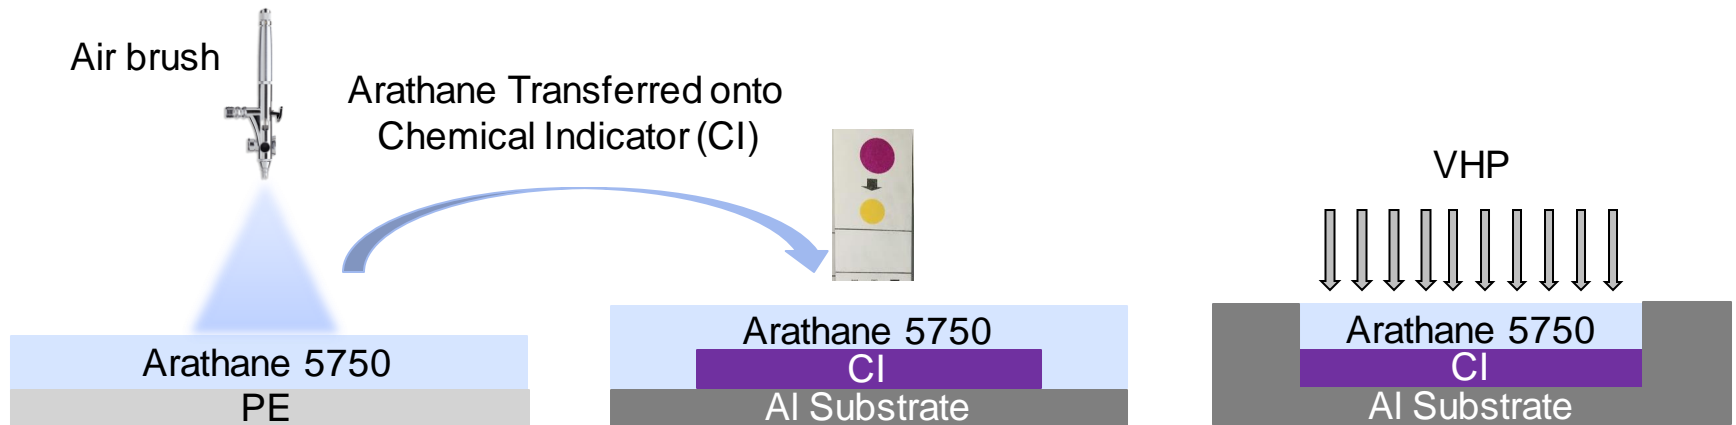 Air brush
Arathane Transferred onto
Chemical Indicator (CI)
VHP
Arathane 5750
PE
Arathane 5750
CI
Al Substrate
Arathane 5750
CI
Al Substrate